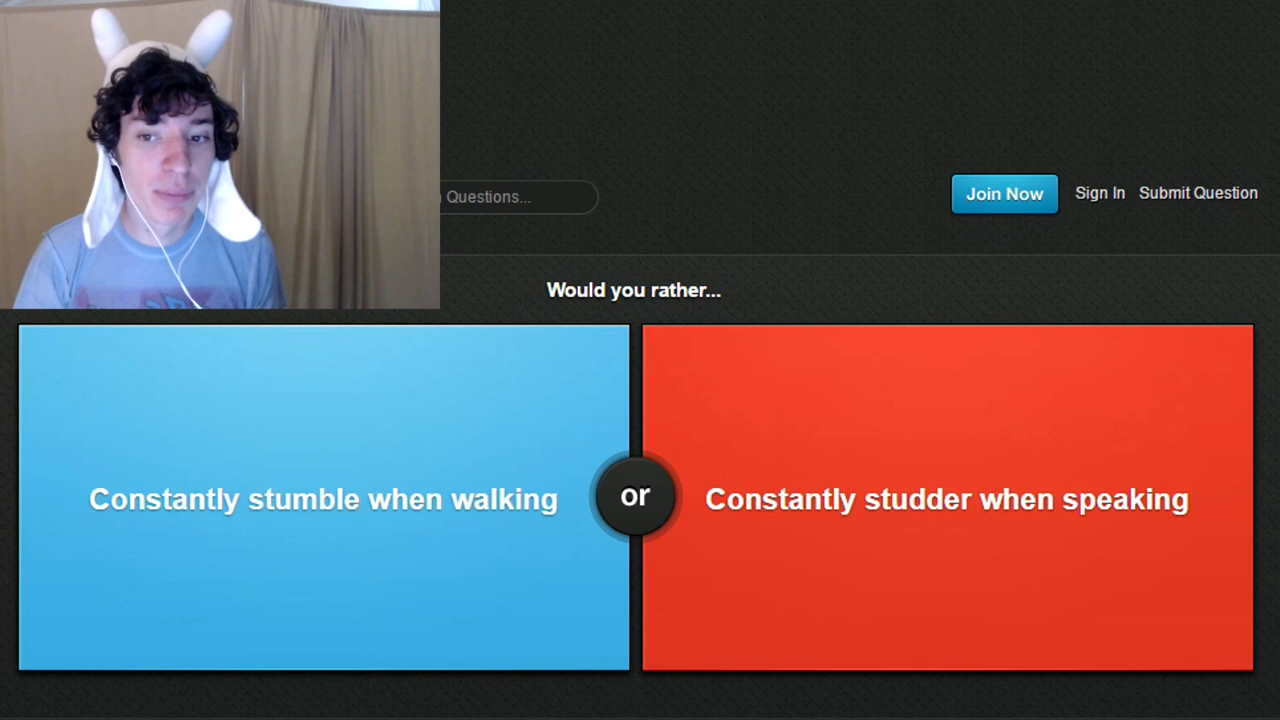 Questions...
Join Now
Sign In
Submit Question
Would you rather...
Constantly stumble when walking
or
Constantly studder when speaking